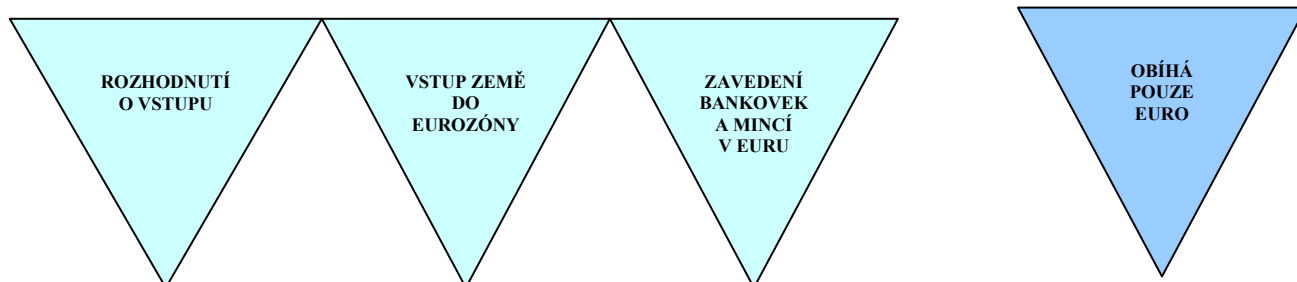 ROZHODNUTÍ
O VSTUPU
VSTUP ZEMĚ
DO
EUROZÓNY
ZAVEDENÍ
BANKOVEK
A MINCÍ
V EURU
OBÍHÁ
POUZE
EURO